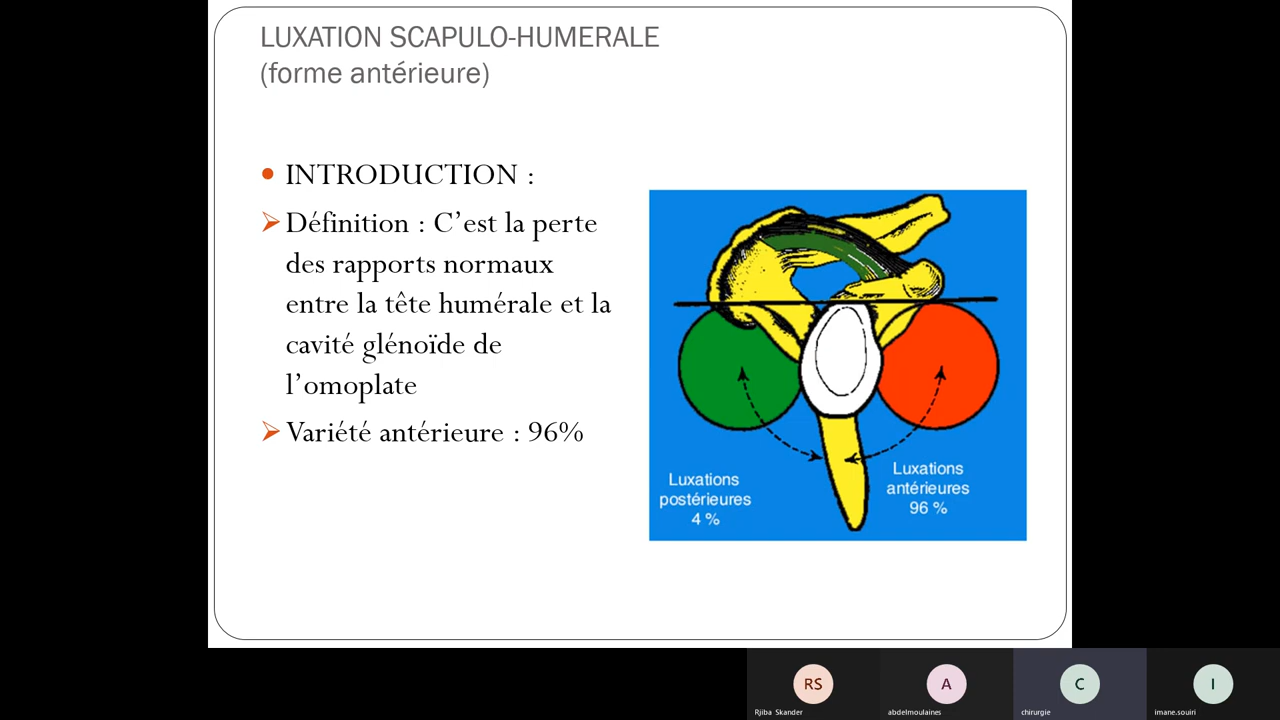 LUXATION SCAPULO-HUMERALE
(forme antérieure)
INTRODUCTION :
Définition : C’est la perte
des rapports normaux
entre la tête humérale et la
cavité glénoïde de
l’omoplate
Variété antérieure : 96%
Luxations
postérieures
4 %
Luxations
antérieures
96 %
RS
A
C
I
Rjiba Skander
abdelmoulaines
chirurgie
imane.souiri